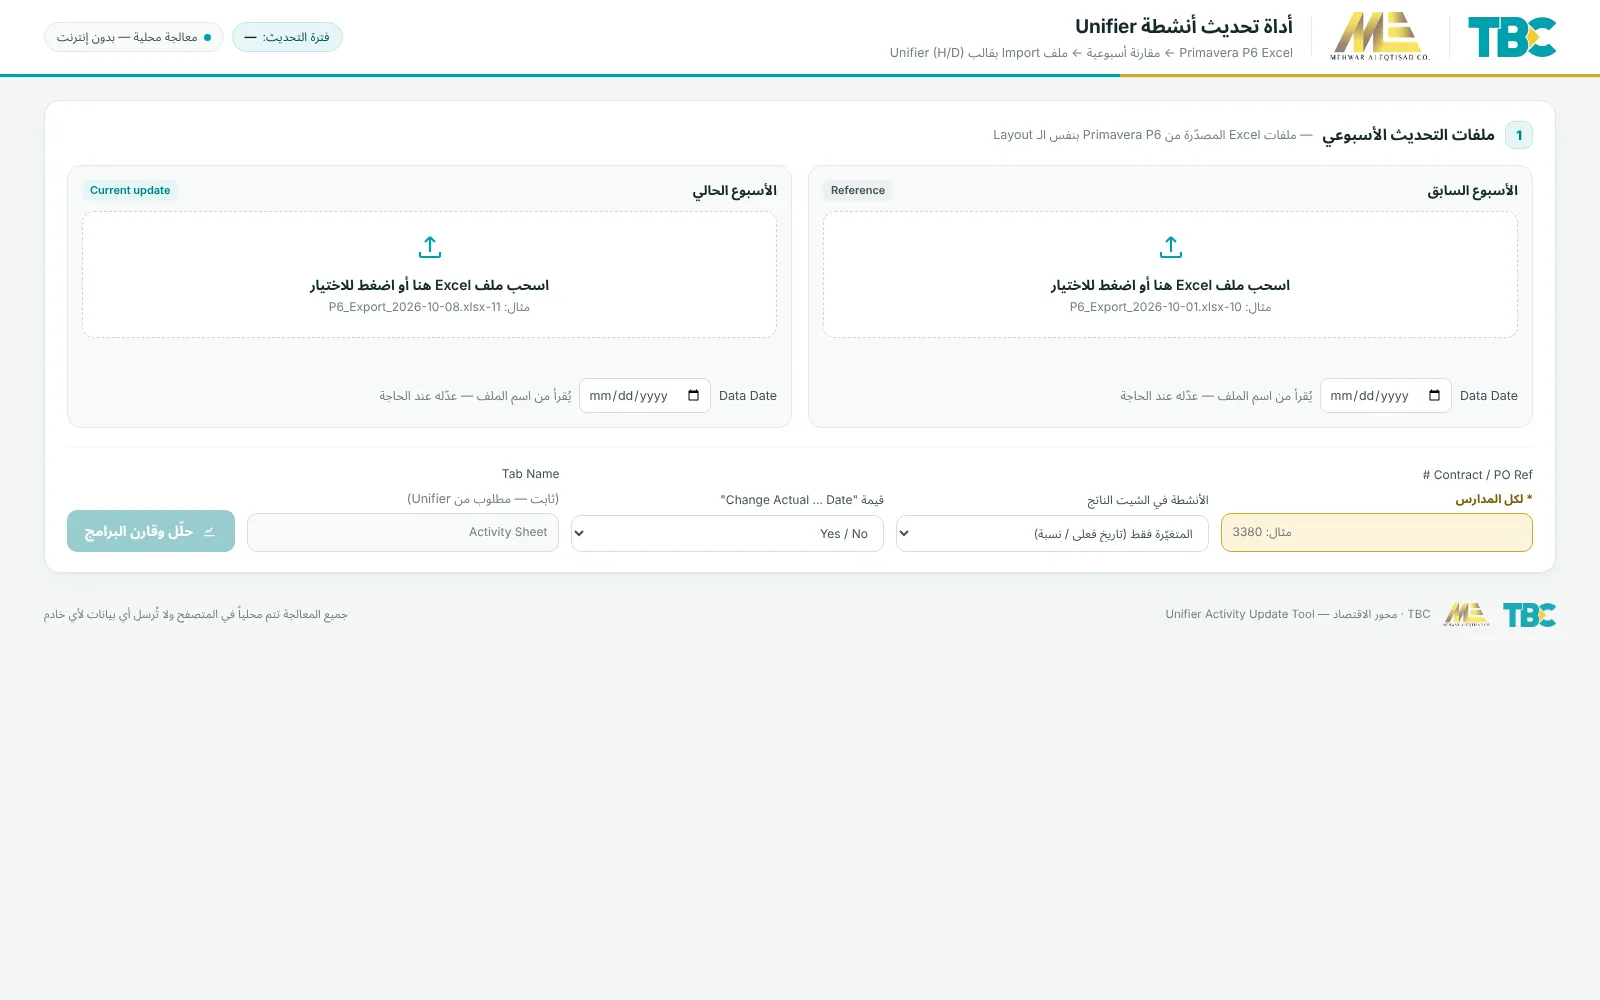 TBC
MEHWAR ALEQTISAD CO.
أداة تحديث أنشطة Unifier
Primavera P6 Excel ← مقارنة أسبوعية ← ملف Import بقالب Unifier (H/D)
فترة التحديث: —
معالجة محلية — بدون إنترنت
1
ملفات التحديث الأسبوعي — ملفات Excel المصدّرة من Primavera P6 بنفس الـ Layout
الأسبوع السابق
Reference
اسحب ملف Excel هنا أو اضغط للاختيار
مثال: P6_Export_2026-10-01.xlsx-10
Data Date
mm/dd/yyyy
يُقرأ من اسم الملف — عدّله عند الحاجة
الأسبوع الحالي
Current update
اسحب ملف Excel هنا أو اضغط للاختيار
مثال: P6_Export_2026-10-08.xlsx-11
Data Date
mm/dd/yyyy
يُقرأ من اسم الملف — عدّله عند الحاجة
# Contract / PO Ref
* لكل المدارس
مثال: 3380
الأنشطة في الشيت الناتج
المتغيّرة فقط (تاريخ فعلي / نسبة)
قيمة "Change Actual ... Date"
Yes / No
Tab Name
(ثابت — مطلوب من Unifier)
Activity Sheet
حلّل وقارن البرامج
TBC
TBC · محور الاقتصاد — Unifier Activity Update Tool
جميع المعالجة تتم محلياً في المتصفح ولا تُرسل أي بيانات لأي خادم